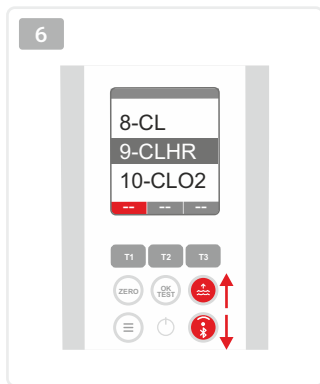 6
8-CL
9-CLHR
10-CLO2
-- -- --
T1 T2 T3
ZERO OK TEST